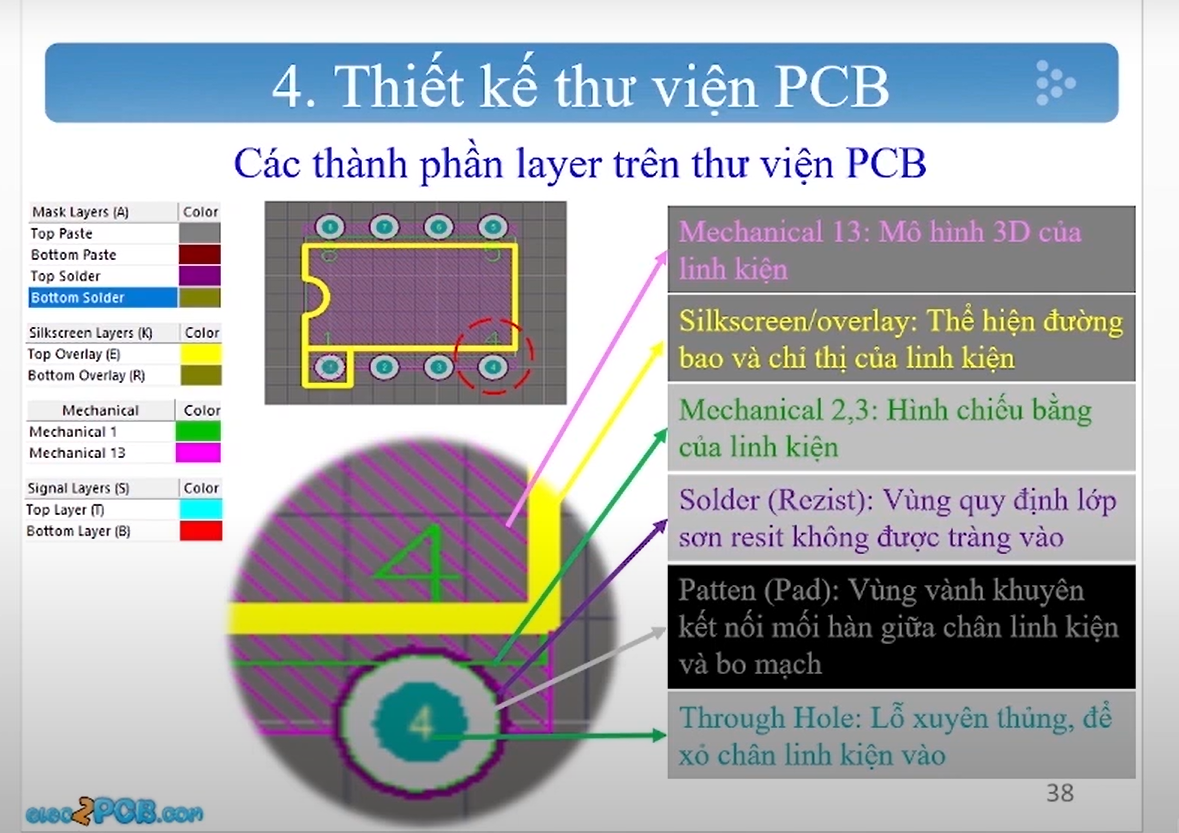 4. Thiết kế thư viện PCB
Các thành phần layer trên thư viện PCB
Mask Layers (A) Color
Top Paste
Bottom Paste
Top Solder
Bottom Solder
Silkscreen Layers (K) Color
Top Overlay (E)
Bottom Overlay (R)
Mechanical Color
Mechanical 1
Mechanical 13
Signal Layers (S) Color
Top Layer (T)
Bottom Layer (B)
8 7 6 5
8 5
1 4
1 2 3 4
4
4
Mechanical 13: Mô hình 3D của
linh kiện
Silkscreen/overlay: Thể hiện đường
bao và chỉ thị của linh kiện
Mechanical 2,3: Hình chiếu bằng
của linh kiện
Solder (Rezist): Vùng quy định lớp
sơn resit không được tràng vào
Patten (Pad): Vùng vành khuyên
kết nối mối hàn giữa chân linh kiện
và bo mạch
Through Hole: Lỗ xuyên thủng, để
xỏ chân linh kiện vào
elec2PCB.com
38